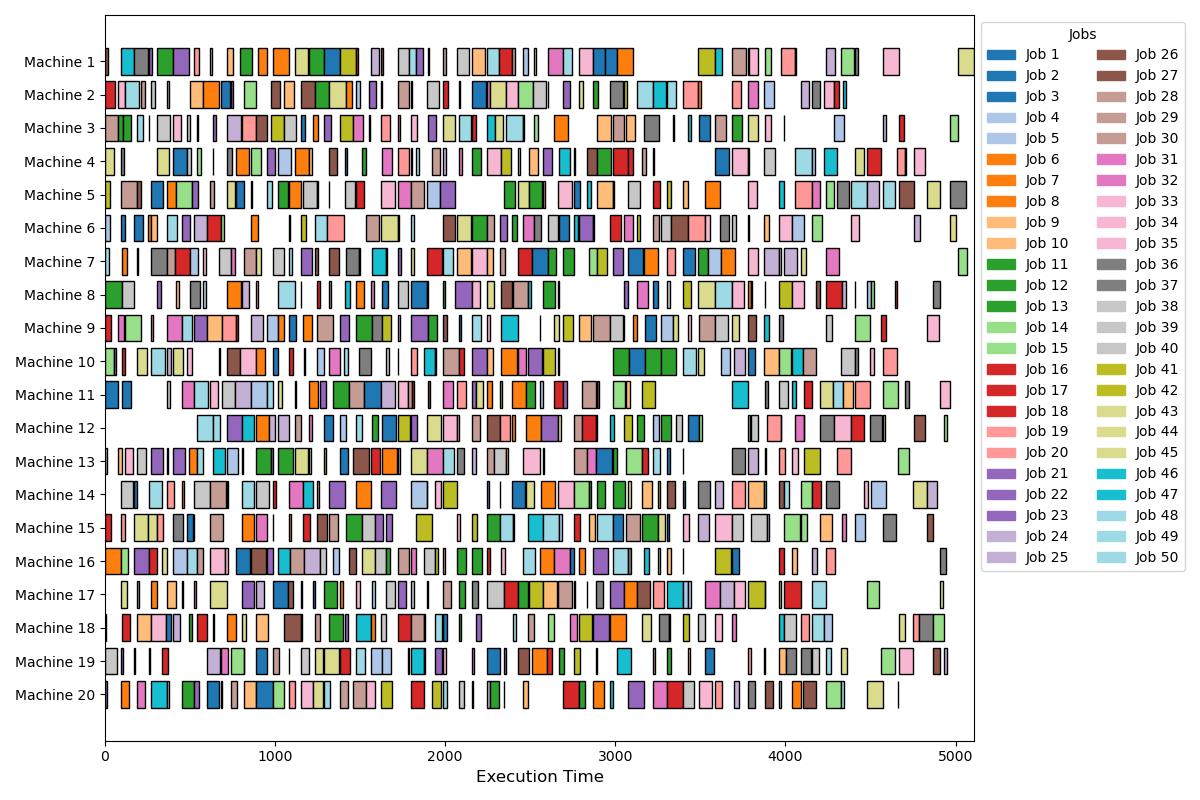 Machine 1
Machine 2
Machine 3
Machine 4
Machine 5
Machine 6
Machine 7
Machine 8
Machine 9
Machine 10
Machine 11
Machine 12
Machine 13
Machine 14
Machine 15
Machine 16
Machine 17
Machine 18
Machine 19
Machine 20
0 1000 2000 3000 4000 5000
Execution Time
Jobs
Job 1 Job 26
Job 2 Job 27
Job 3 Job 28
Job 4 Job 29
Job 5 Job 30
Job 6 Job 31
Job 7 Job 32
Job 8 Job 33
Job 9 Job 34
Job 10 Job 35
Job 11 Job 36
Job 12 Job 37
Job 13 Job 38
Job 14 Job 39
Job 15 Job 40
Job 16 Job 41
Job 17 Job 42
Job 18 Job 43
Job 19 Job 44
Job 20 Job 45
Job 21 Job 46
Job 22 Job 47
Job 23 Job 48
Job 24 Job 49
Job 25 Job 50